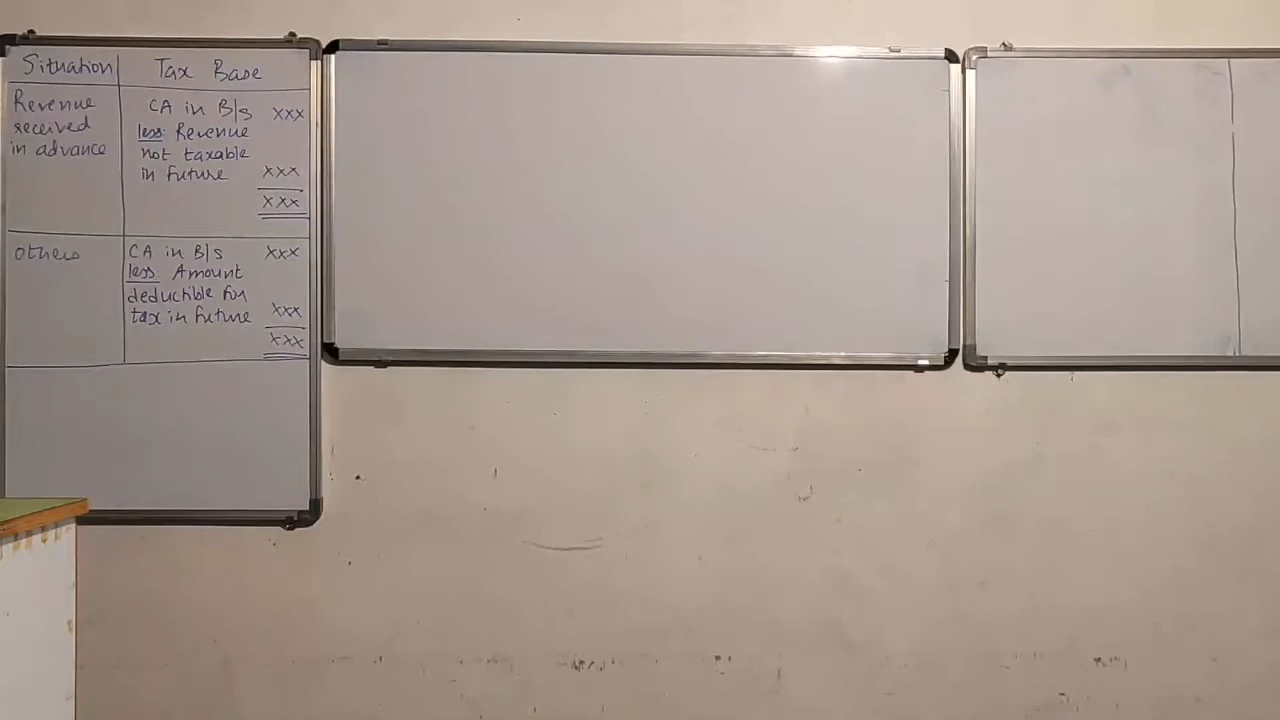 Situation Tax Base
Revenue
received
in advance
CA in B/s xxx
less: Revenue
not taxable
in Future xxx
xxx
Others
CA in B/s xxx
less: Amount
deductible for
tax in future xxx
xxx